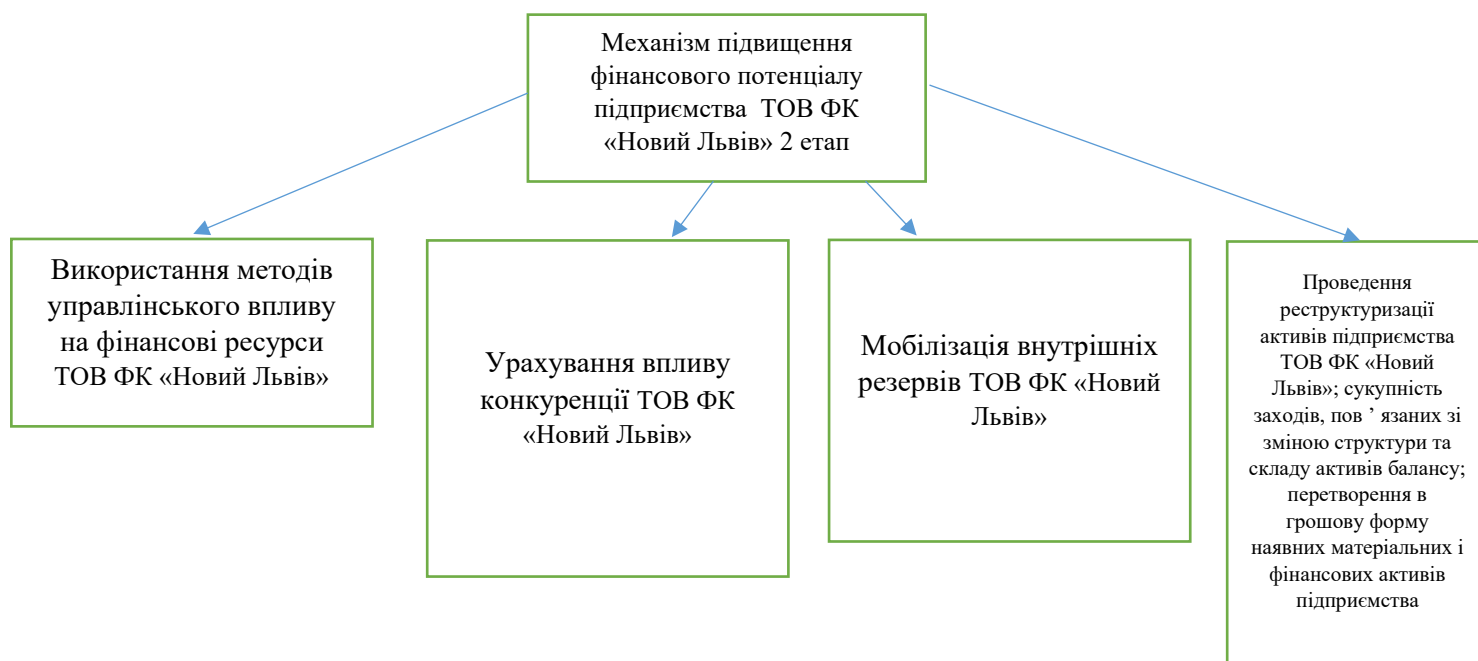 Механізм підвищення
фінансового потенціалу
підприємства ТОВ ФК
«Новий Львів» 2 етап
Використання методів
управлінського впливу
на фінансові ресурси
ТОВ ФК «Новий Львів»
Урахування впливу
конкуренції ТОВ ФК
«Новий Львів»
Мобілізація внутрішніх
резервів ТОВ ФК «Новий
Львів»
Проведення
реструктуризації
активів підприємства
ТОВ ФК «Новий
Львів»; сукупність
заходів, пов ’ язаних зі
зміною структури та
складу активів балансу;
перетворення в
грошову форму
наявних матеріальних і
фінансових активів
підприємства